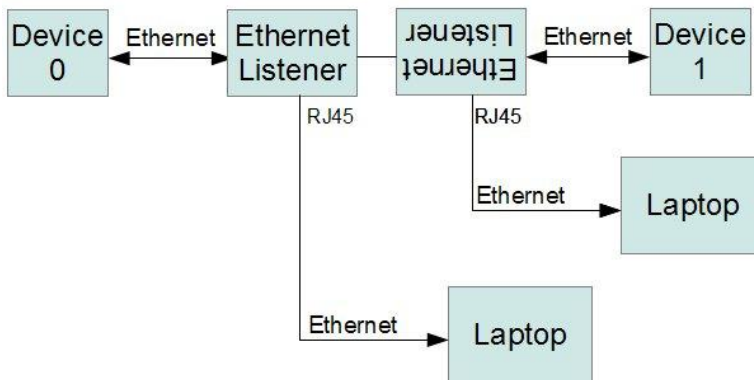 Device
0
Ethernet
Ethernet
Listener
Ethernet
Listener
Ethernet
Device
1
RJ45
RJ45
Ethernet
Laptop
Ethernet
Laptop